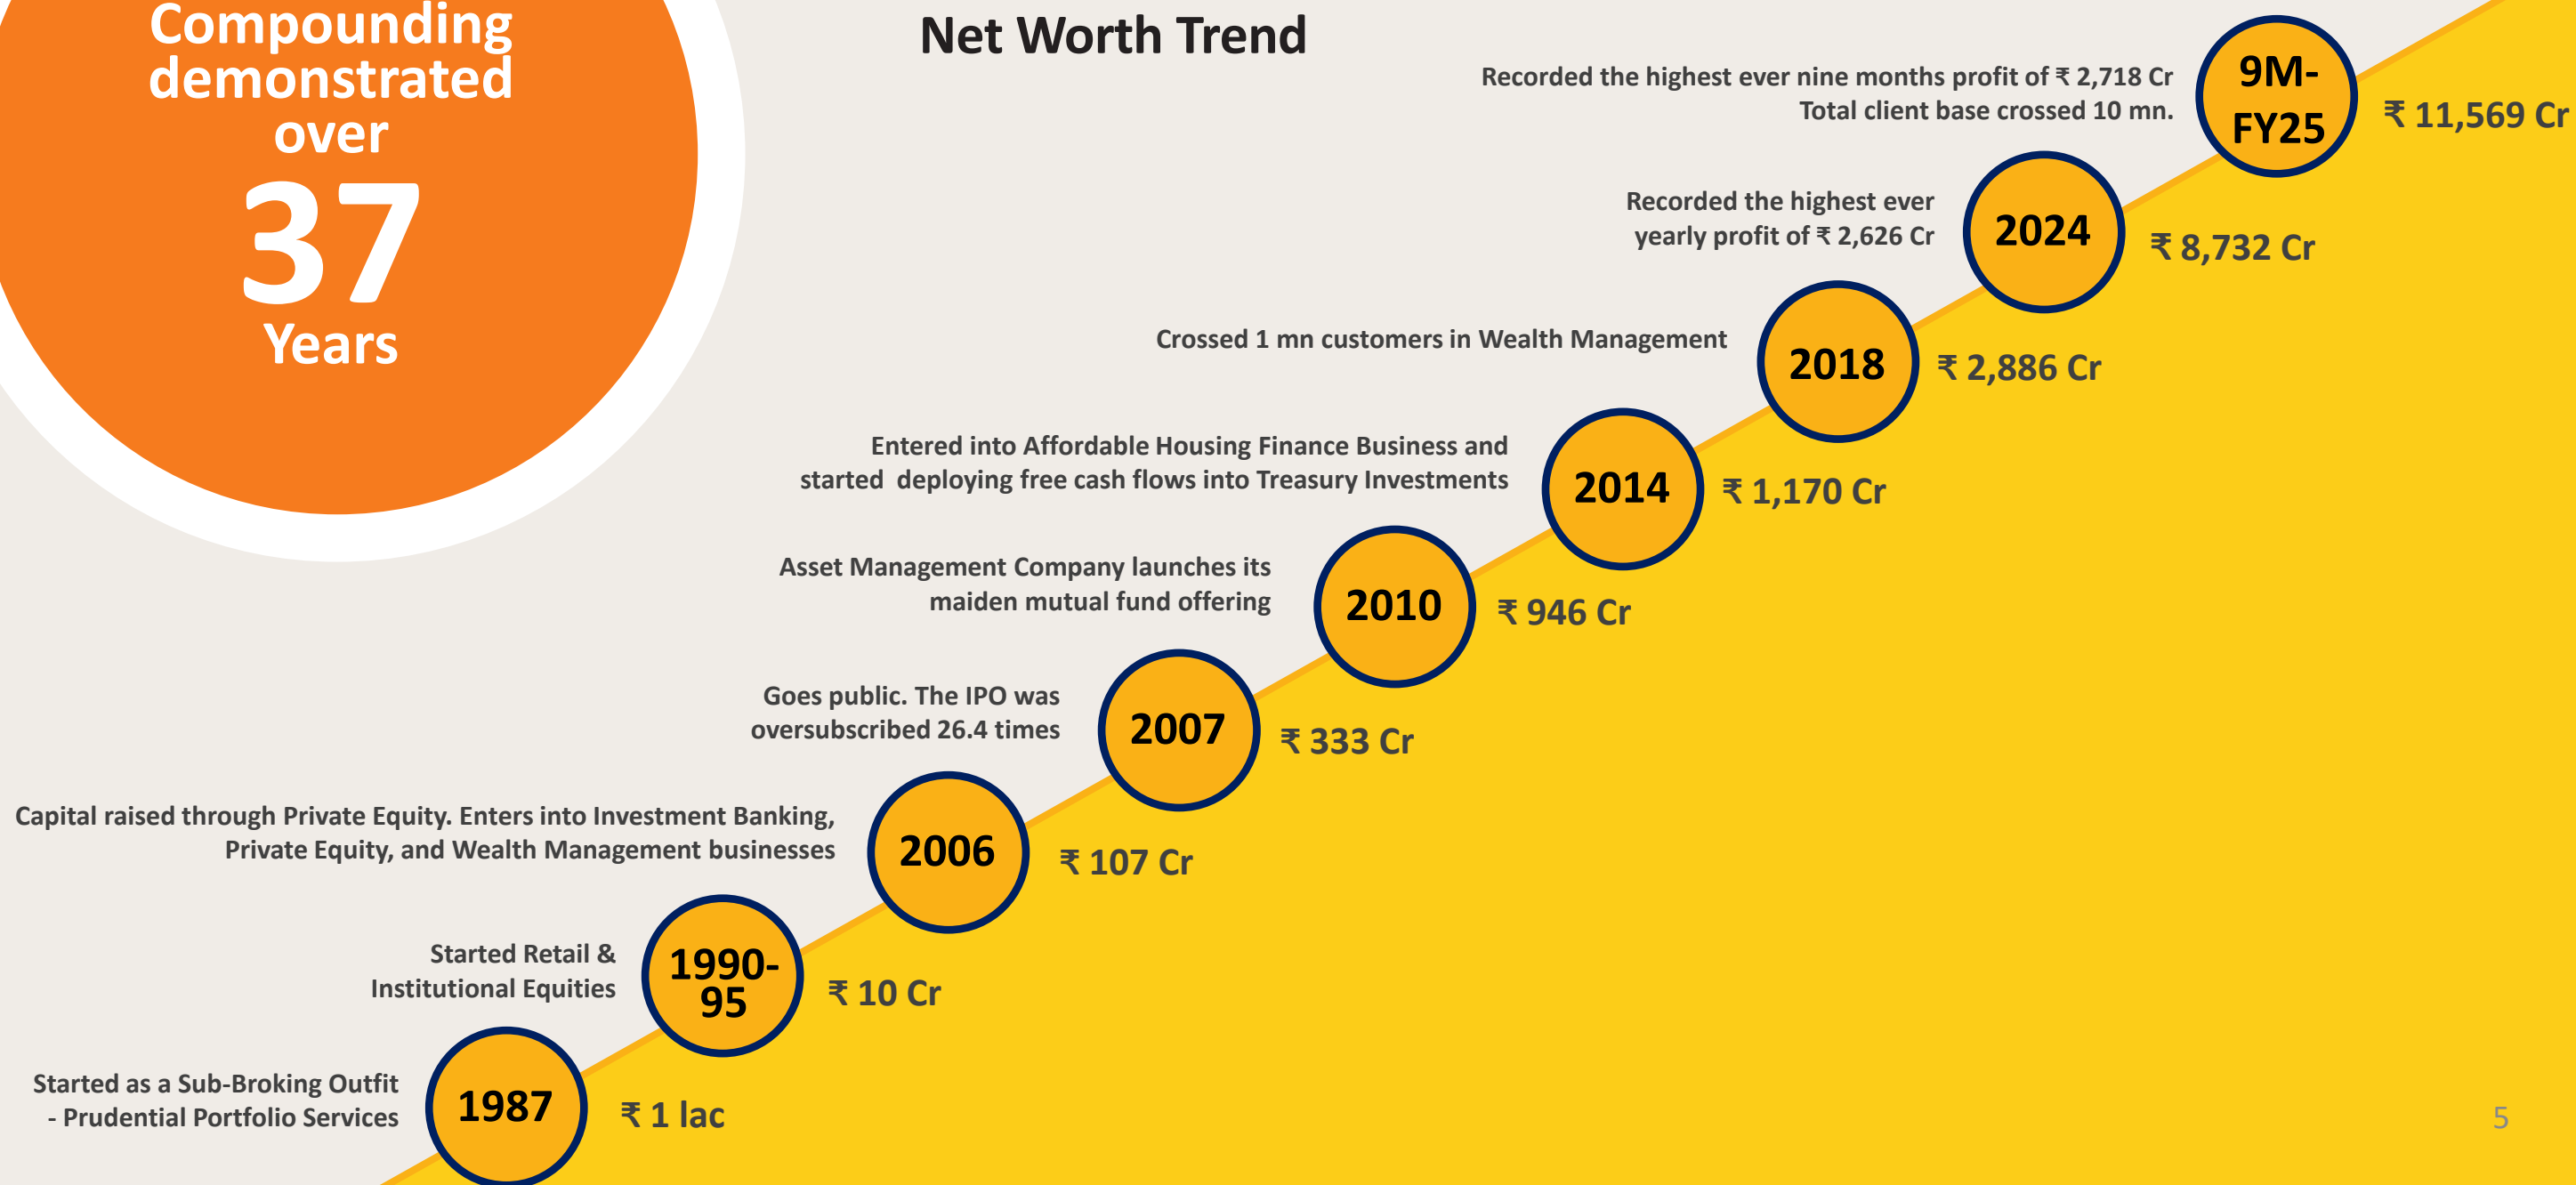 Compounding
demonstrated
over
37
Years
Net Worth Trend
Recorded the highest ever nine months profit of ₹ 2,718 Cr
Total client base crossed 10 mn.
9M-
FY25
₹ 11,569 Cr
Recorded the highest ever
yearly profit of ₹ 2,626 Cr
2024
₹ 8,732 Cr
Crossed 1 mn customers in Wealth Management
2018
₹ 2,886 Cr
Entered into Affordable Housing Finance Business and
started  deploying free cash flows into Treasury Investments
2014
₹ 1,170 Cr
Asset Management Company launches its
maiden mutual fund offering
2010
₹ 946 Cr
Goes public. The IPO was
oversubscribed 26.4 times
2007
₹ 333 Cr
Capital raised through Private Equity. Enters into Investment Banking,
Private Equity, and Wealth Management businesses
2006
₹ 107 Cr
Started Retail &
Institutional Equities
1990-
95
₹ 10 Cr
Started as a Sub-Broking Outfit
- Prudential Portfolio Services
1987
₹ 1 lac
5